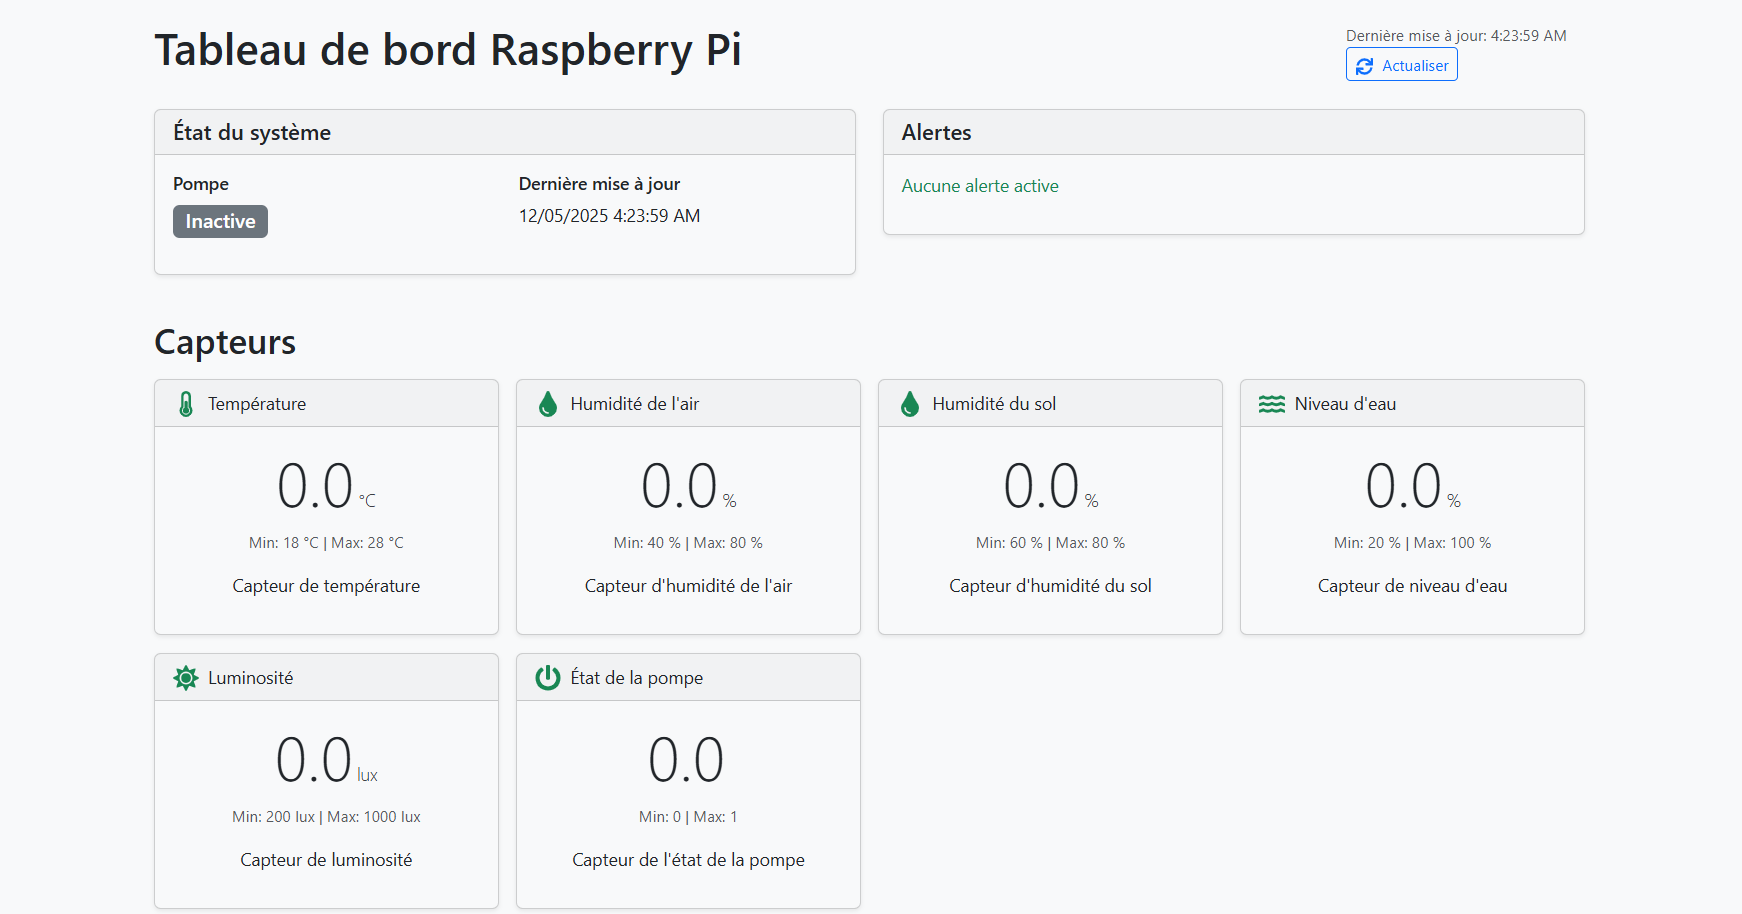 Tableau de bord Raspberry Pi
Dernière mise à jour: 4:23:59 AM
Actualiser
État du système
Pompe
Inactive
Dernière mise à jour
12/05/2025 4:23:59 AM
Alertes
Aucune alerte active
Capteurs
Température
0.0 °C
Min: 18 °C | Max: 28 °C
Capteur de température
Humidité de l'air
0.0 %
Min: 40 % | Max: 80 %
Capteur d'humidité de l'air
Humidité du sol
0.0 %
Min: 60 % | Max: 80 %
Capteur d'humidité du sol
Niveau d'eau
0.0 %
Min: 20 % | Max: 100 %
Capteur de niveau d'eau
Luminosité
0.0 lux
Min: 200 lux | Max: 1000 lux
Capteur de luminosité
État de la pompe
0.0
Min: 0 | Max: 1
Capteur de l'état de la pompe